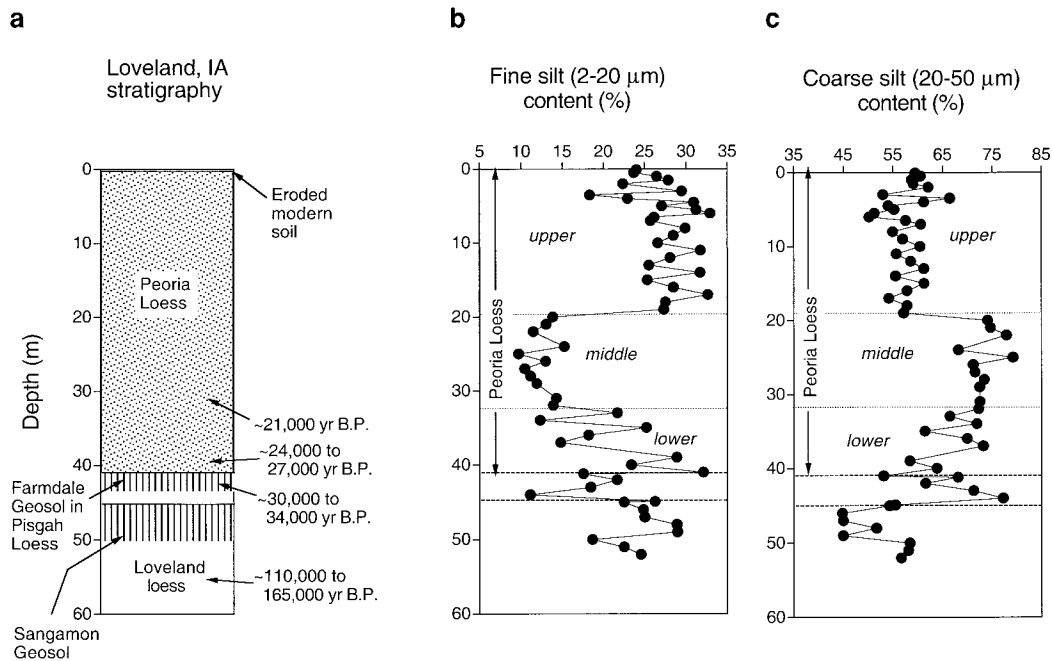 a
Loveland, IA
stratigraphy
Depth (m)
0
10
20
30
40
50
60
Eroded
modern
soil
Peoria
Loess
~21,000 yr B.P.
~24,000 to
27,000 yr B.P.
Farmdale
Geosol in
Pisgah
Loess
~30,000 to
34,000 yr B.P.
Loveland
loess
~110,000 to
165,000 yr B.P.
Sangamon
Geosol
b
Fine silt (2-20 μm)
content (%)
5 10 15 20 25 30 35
0
10
20
30
40
50
60
Peoria Loess
upper
middle
lower
c
Coarse silt (20-50 μm)
content (%)
35 45 55 65 75 85
0
10
20
30
40
50
60
Peoria Loess
upper
middle
lower